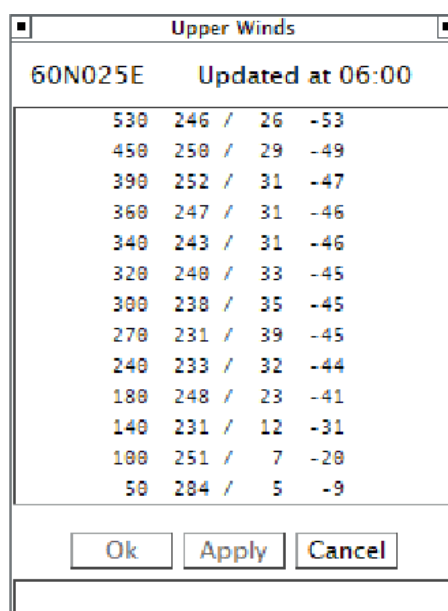 Upper Winds
60N025E Updated at 06:00
530 246 / 26 -53
450 250 / 29 -49
390 252 / 31 -47
360 247 / 31 -46
340 243 / 31 -46
320 240 / 33 -45
300 238 / 35 -45
270 231 / 39 -45
240 233 / 32 -44
180 248 / 23 -41
140 231 / 12 -31
100 251 / 7 -20
50 284 / 5 -9
Ok Apply Cancel